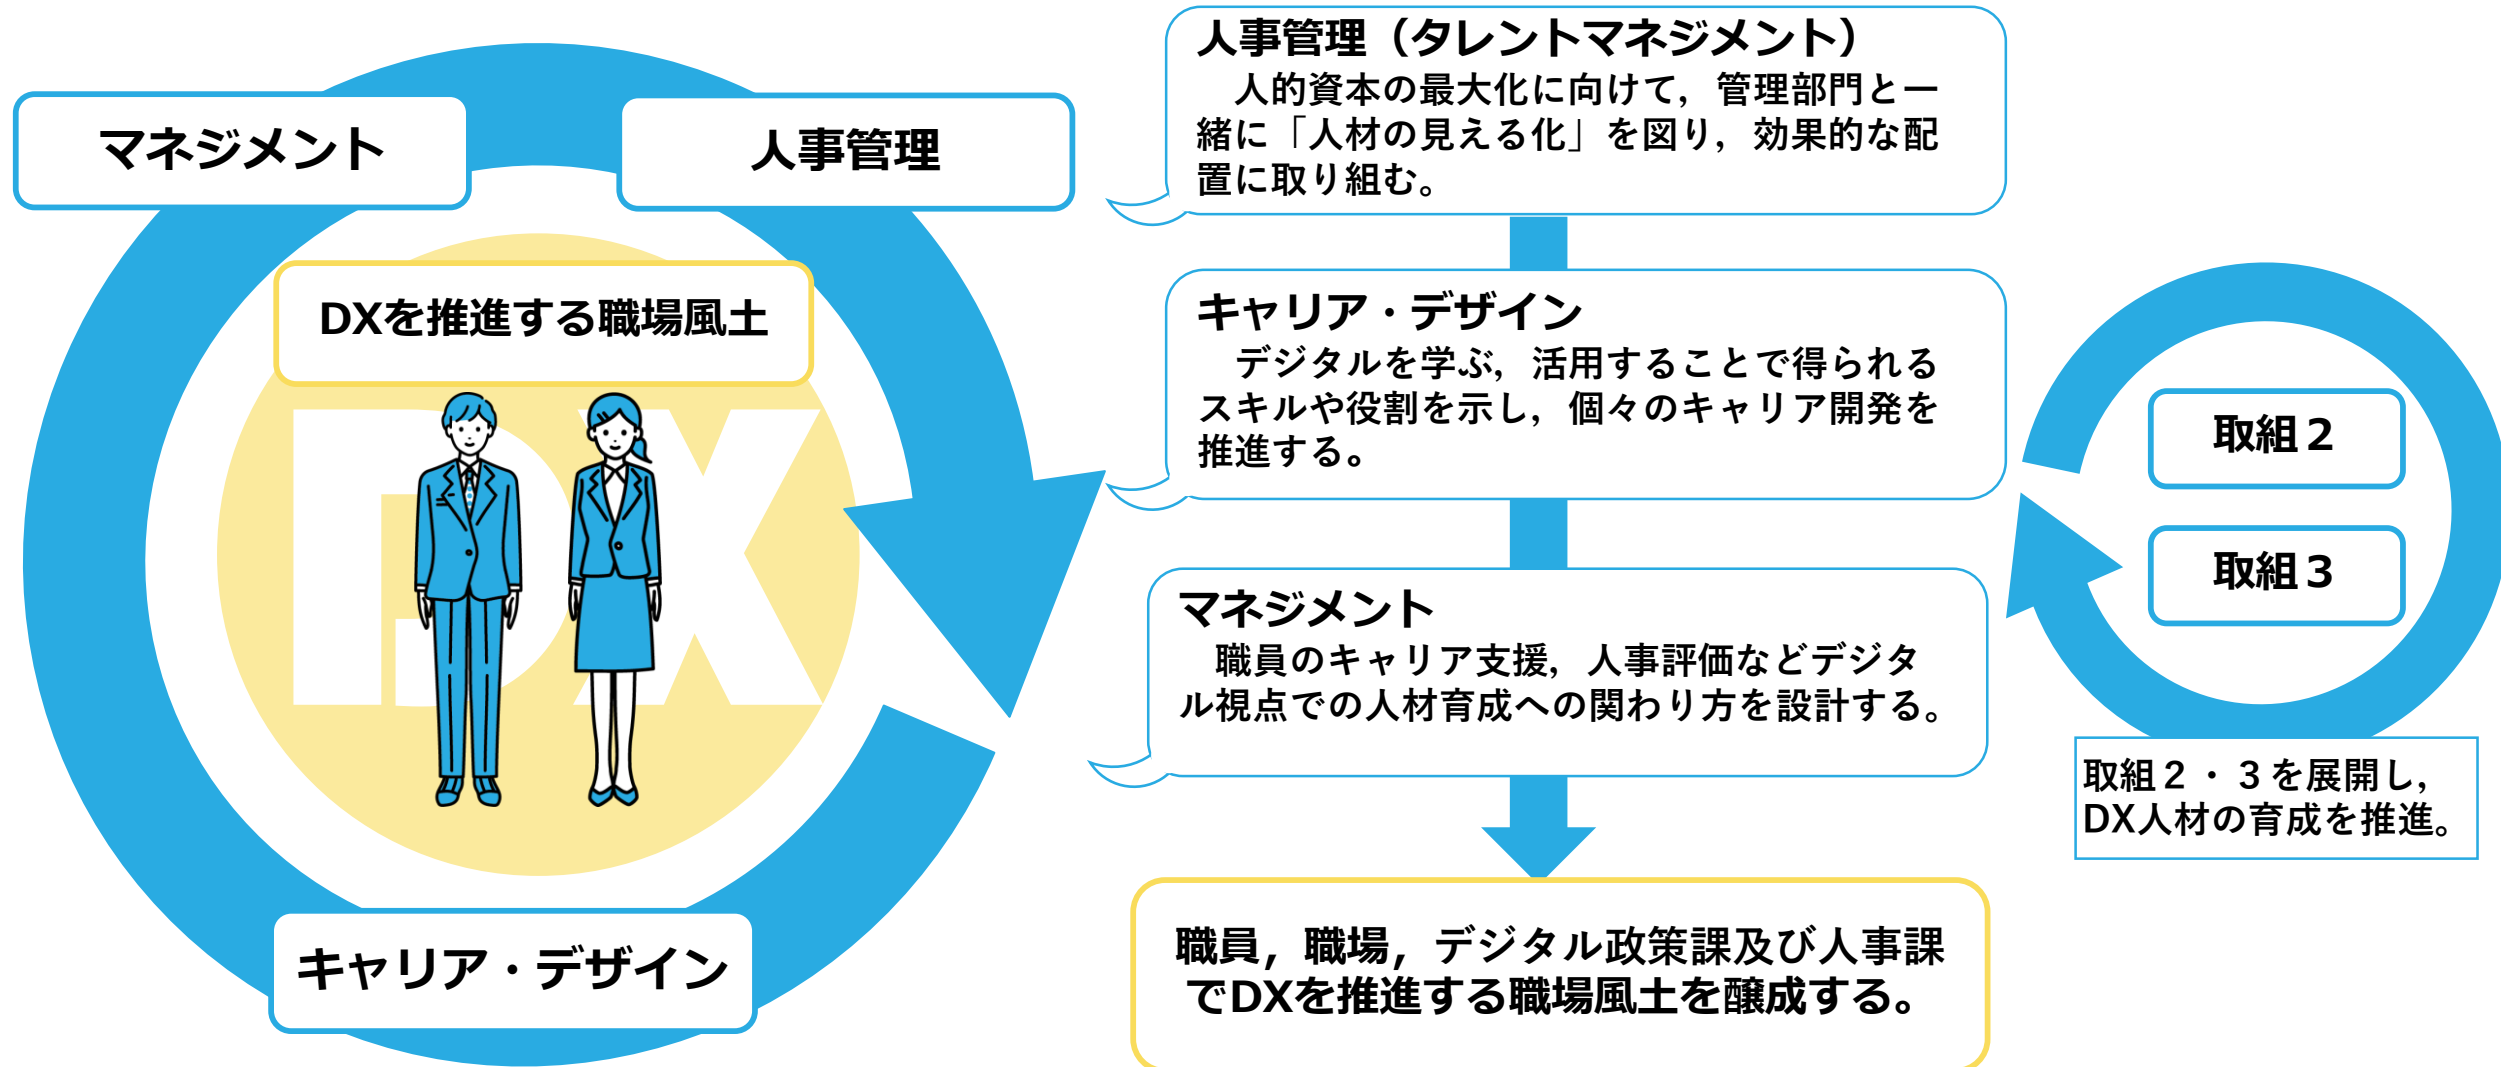 マネジメント
人事管理
DXを推進する職場風土
DX
キャリア・デザイン
人事管理（タレントマネジメント）
人的資本の最大化に向けて，管理部門と一
緒に「人材の見える化」を図り，効果的な配
置に取り組む。
キャリア・デザイン
デジタルを学ぶ，活用することで得られる
スキルや役割を示し，個々のキャリア開発を
推進する。
マネジメント
職員のキャリア支援，人事評価などデジタ
ル視点での人材育成への関わり方を設計する。
職員，職場，デジタル政策課及び人事課
でDXを推進する職場風土を醸成する。
取組２
取組３
取組２・３を展開し，
DX人材の育成を推進。